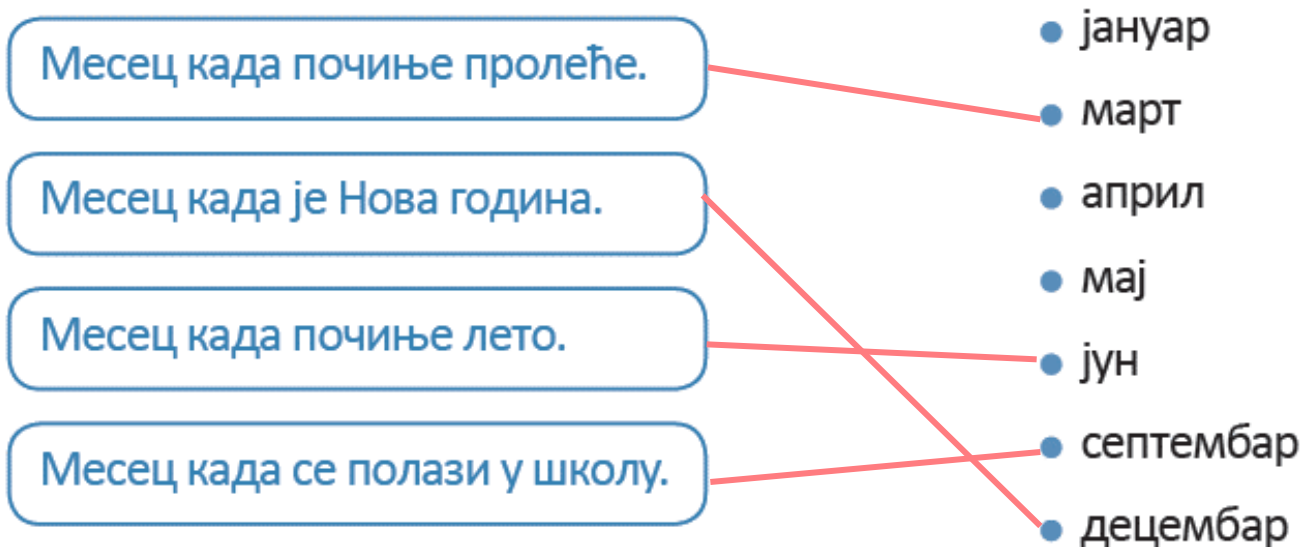 Месец када почиње пролеће.
Месец када је Нова година.
Месец када почиње лето.
Месец када се полази у школу.
јануар
март
април
мај
јун
септембар
децембар